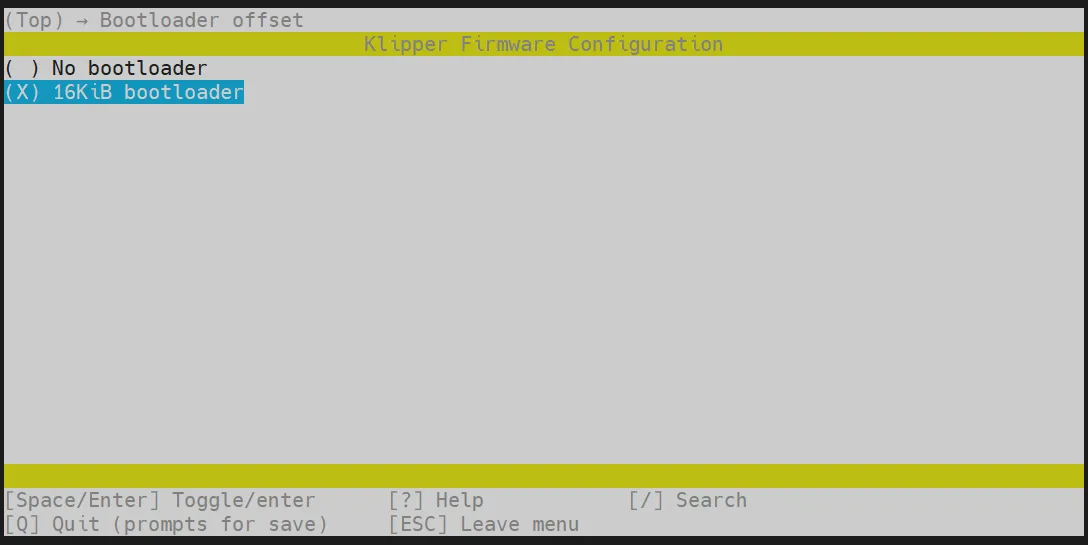 (Top) → Bootloader offset
Klipper Firmware Configuration
( ) No bootloader
(X) 16KiB bootloader
[Space/Enter] Toggle/enter [?] Help [/] Search
[Q] Quit (prompts for save) [ESC] Leave menu